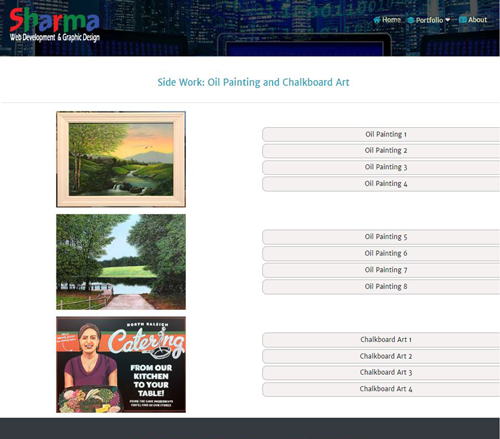 Sharma
Web Development & Graphic Design
Home Portfolio About
Side Work: Oil Painting and Chalkboard Art
Oil Painting 1
Oil Painting 2
Oil Painting 3
Oil Painting 4
Oil Painting 5
Oil Painting 6
Oil Painting 7
Oil Painting 8
NORTH RALEIGH
Catering
FROM OUR
KITCHEN
TO YOUR
TABLE!
Chalkboard Art 1
Chalkboard Art 2
Chalkboard Art 3
Chalkboard Art 4